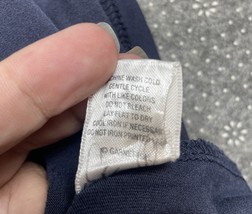 MACHINE WASH COLD
GENTLE CYCLE
WITH LIKE COLORS
DO NOT BLEACH
LAY FLAT TO DRY
COOL IRON IF NECESSARY
DO NOT IRON PRINT
©